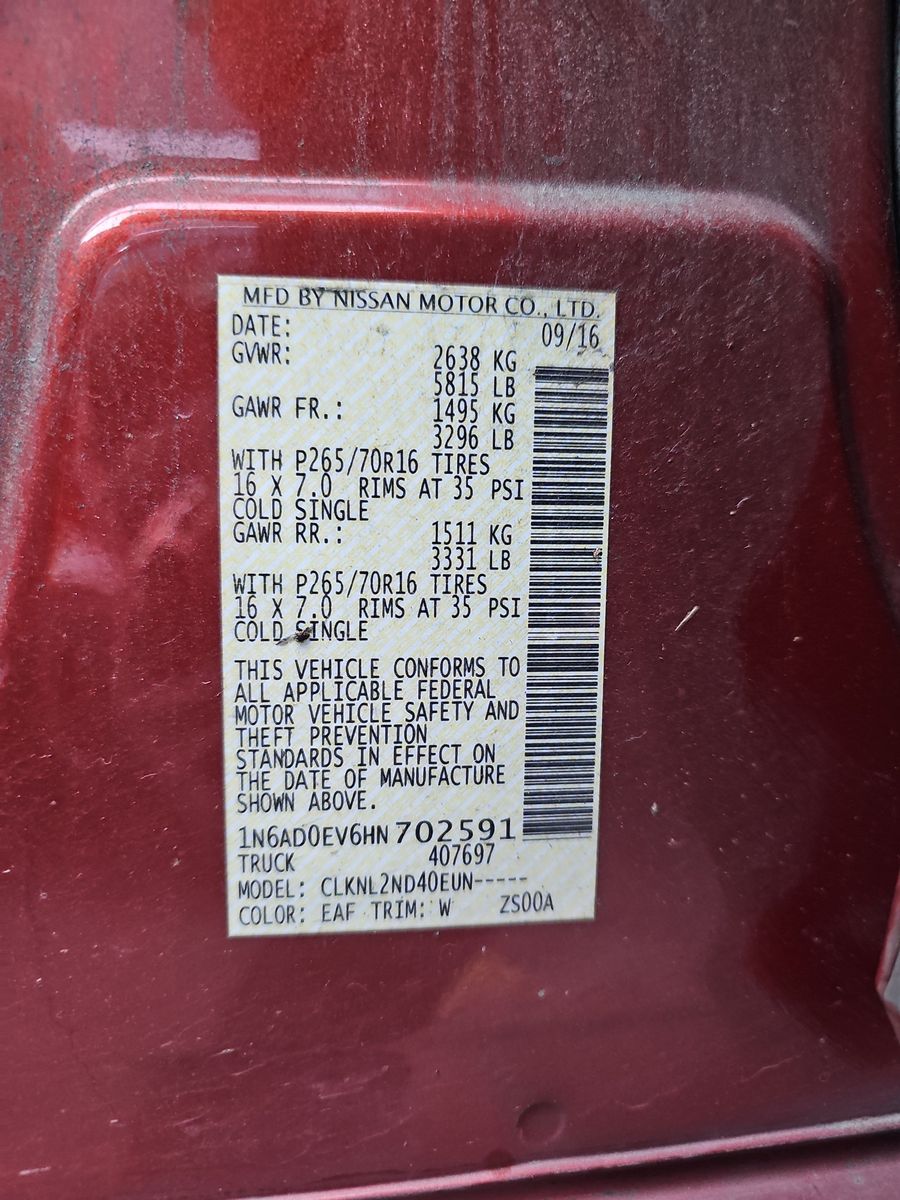 MFD BY NISSAN MOTOR CO., LTD.
DATE: 09/16
GVWR: 2638 KG
5815 LB
GAWR FR.: 1495 KG
3296 LB
WITH P265/70R16 TIRES
16 X 7.0 RIMS AT 35 PSI
COLD SINGLE
GAWR RR.: 1511 KG
3331 LB
WITH P265/70R16 TIRES
16 X 7.0 RIMS AT 35 PSI
COLD SINGLE
THIS VEHICLE CONFORMS TO
ALL APPLICABLE FEDERAL
MOTOR VEHICLE SAFETY AND
THEFT PREVENTION
STANDARDS IN EFFECT ON
THE DATE OF MANUFACTURE
SHOWN ABOVE.
1N6AD0EV6HN702591
TRUCK 407697
MODEL: CLKNL2ND40EUN-----
COLOR: EAF TRIM: W ZS00A